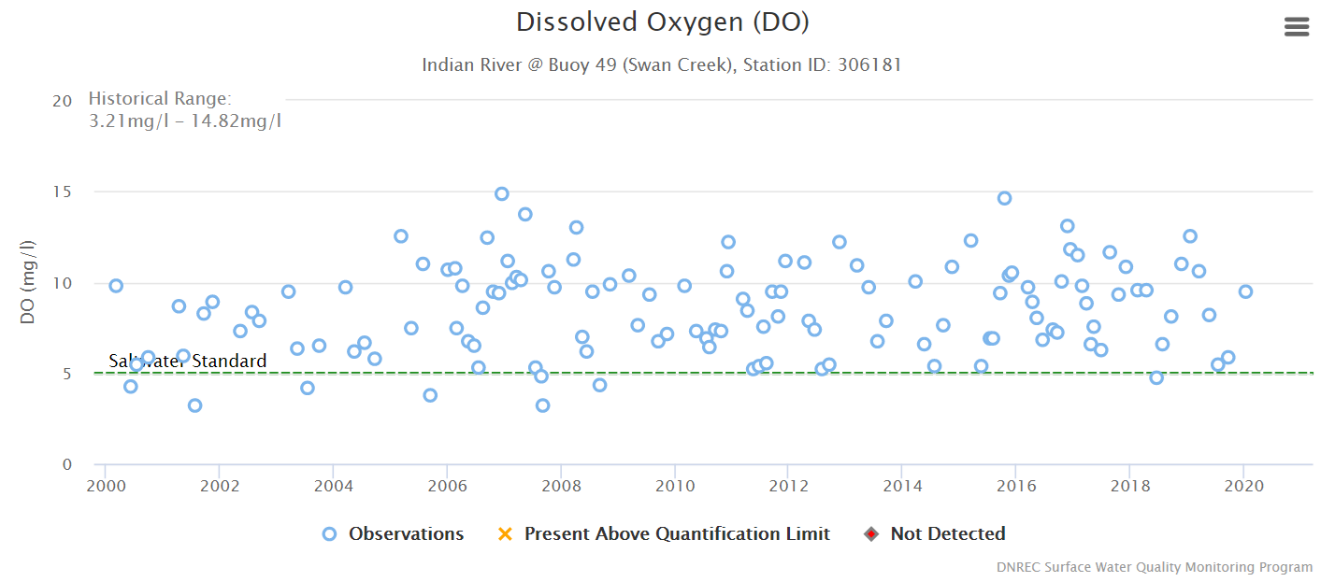 Dissolved Oxygen (DO)
Indian River @ Buoy 49 (Swan Creek), Station ID: 306181
Historical Range:
3.21mg/l – 14.82mg/l
DO (mg/l)
20
15
10
5
0
Saltwater Standard
2000 2002 2004 2006 2008 2010 2012 2014 2016 2018 2020
Observations Present Above Quantification Limit Not Detected
DNREC Surface Water Quality Monitoring Program